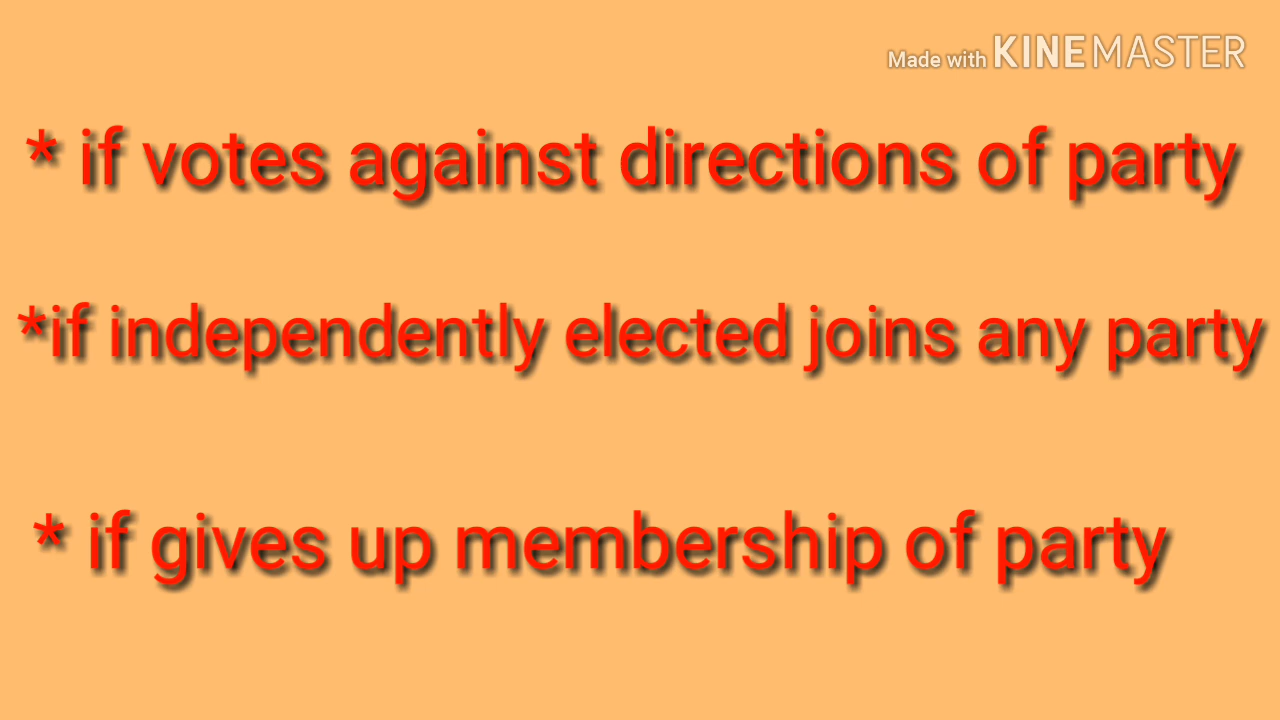 Made with KINEMASTER
* if votes against directions of party
*if independently elected joins any party
* if gives up membership of party